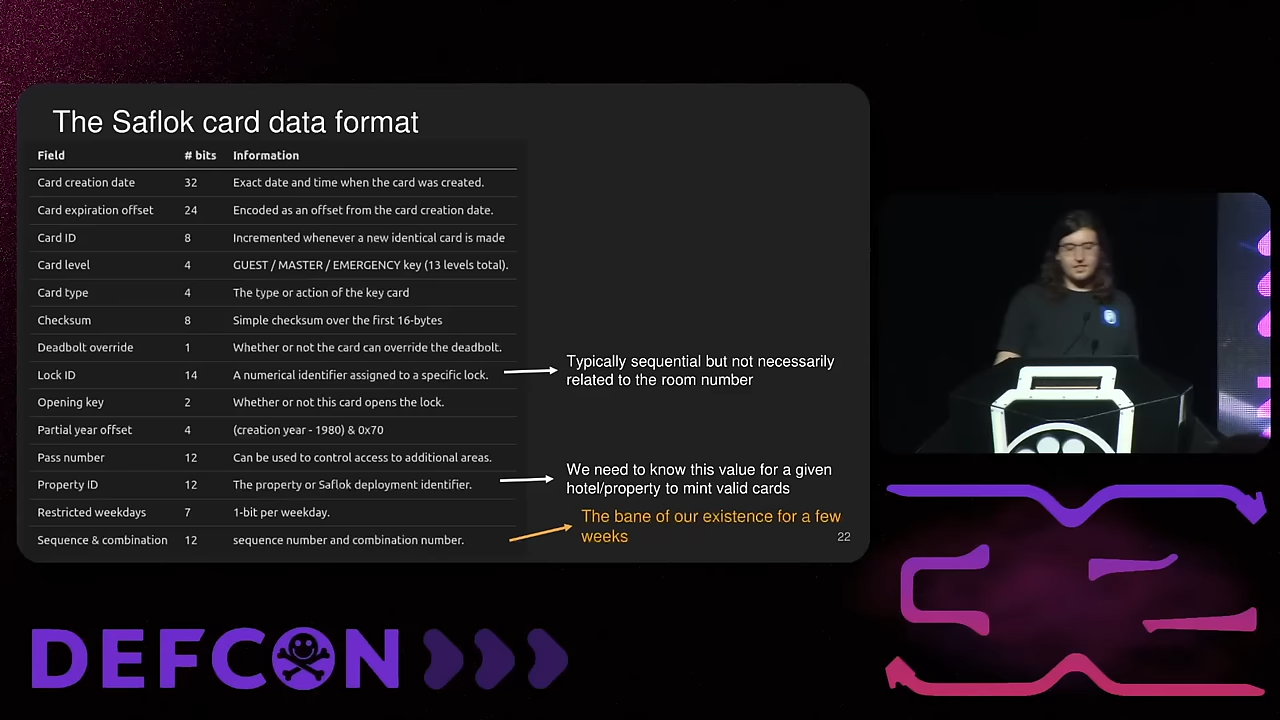 The Saflok card data format
Field # bits Information
Card creation date 32 Exact date and time when the card was created.
Card expiration offset 24 Encoded as an offset from the card creation date.
Card ID 8 Incremented whenever a new identical card is made
Card level 4 GUEST / MASTER / EMERGENCY key (13 levels total).
Card type 4 The type or action of the key card
Checksum 8 Simple checksum over the first 16-bytes
Deadbolt override 1 Whether or not the card can override the deadbolt.
Lock ID 14 A numerical identifier assigned to a specific lock.
Typically sequential but not necessarily
related to the room number
Opening key 2 Whether or not this card opens the lock.
Partial year offset 4 (creation year - 1980) & 0x70
Pass number 12 Can be used to control access to additional areas.
Property ID 12 The property or Saflok deployment identifier.
We need to know this value for a given
hotel/property to mint valid cards
Restricted weekdays 7 1-bit per weekday.
Sequence & combination 12 sequence number and combination number.
The bane of our existence for a few
weeks
22
DEFCON